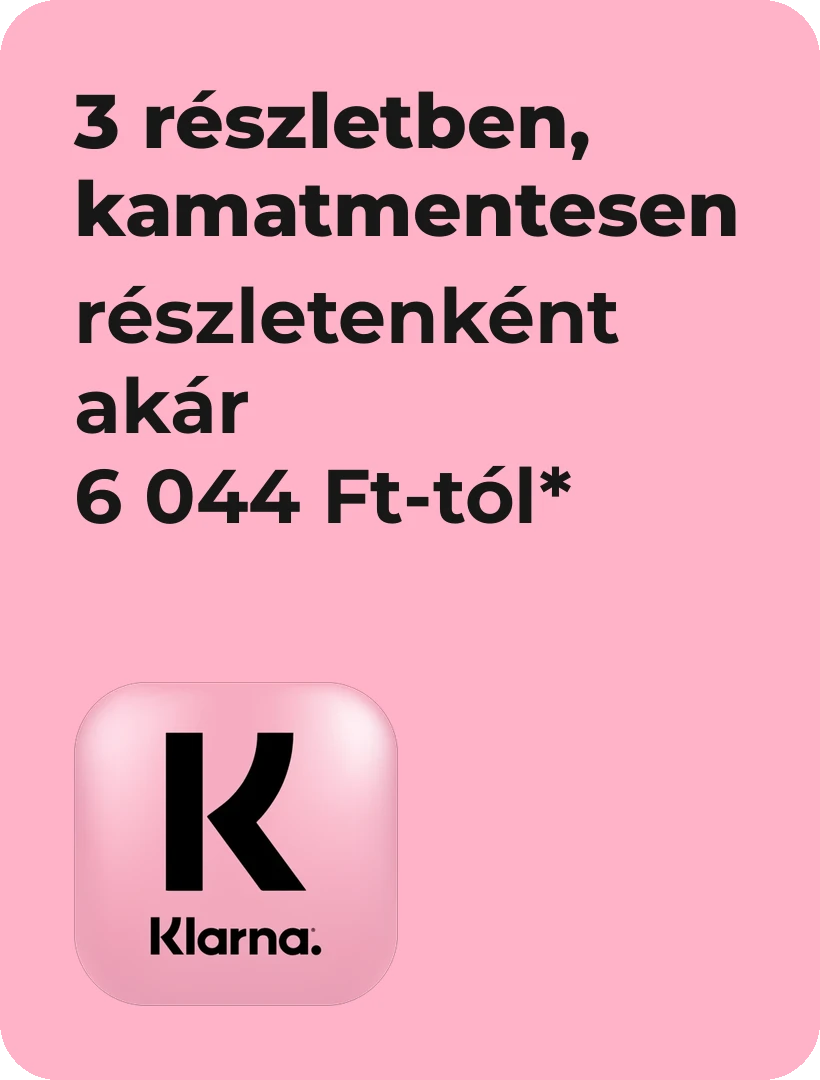 3 részletben,
kamatmentesen
részletenként
akár
6 044 Ft-tól*
K
Klarna.